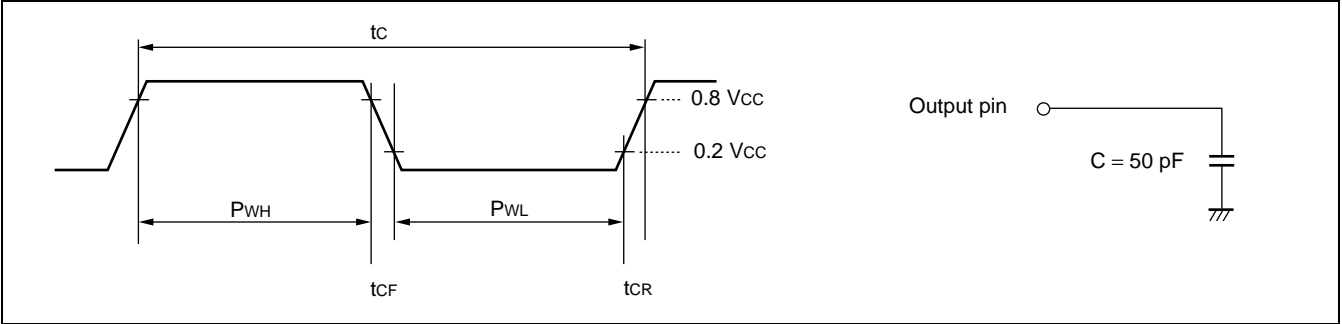 tC
0.8 VCC
Output pin
0.2 VCC
C = 50 pF
PWH
PWL
tCF
tCR